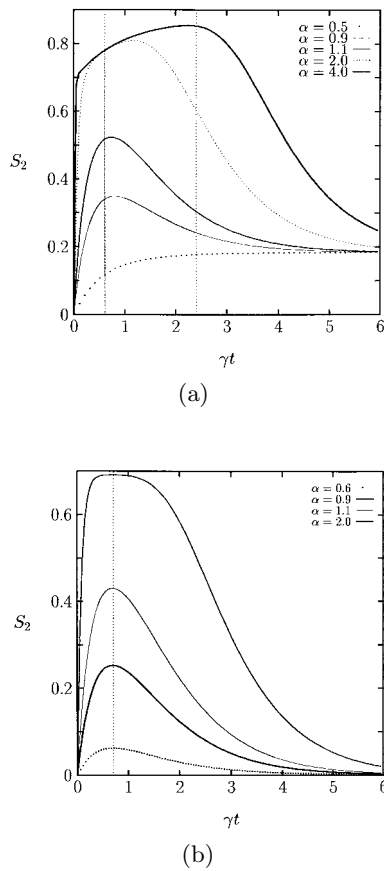 α = 0.5
α = 0.9
α = 1.1
α = 2.0
α = 4.0
0.8
0.6
S₂
0.4
0.2
0
0 1 2 3 4 5 6
γt
(a)
α = 0.6
α = 0.9
α = 1.1
α = 2.0
0.6
0.4
S₂
0.2
0
0 1 2 3 4 5 6
γt
(b)